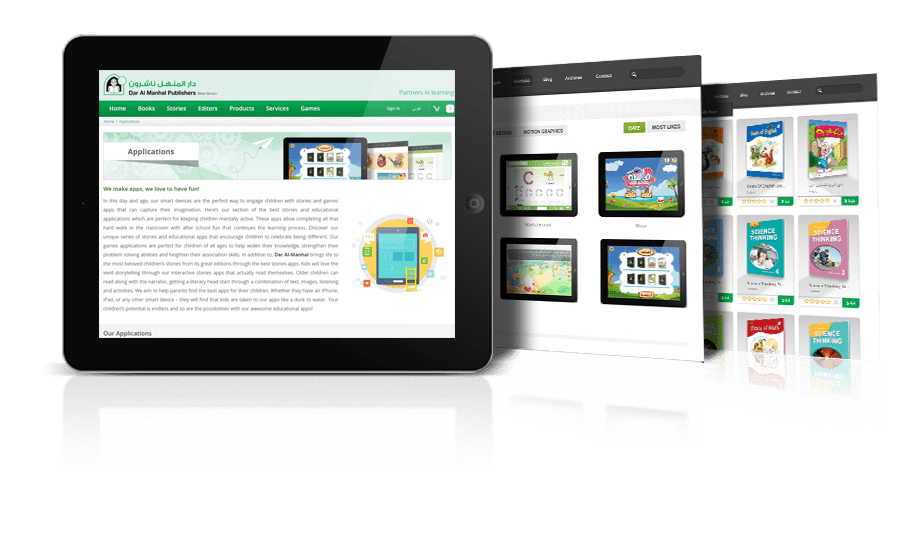 دار المنهل ناشرون
Dar Al Manhal Publishers Beta Version
Partners in learning
Home Books Stories Editors Products Services Games
Sign In عربي 0
Home / Applications
Applications
We make apps, we love to have fun!
In this day and age, our smart devices are the perfect way to engage children with stories and games
apps that can capture their imagination. Here's our section of the best stories and educational
applications which are perfect for keeping children mentally active. These apps allow completing all that
hard work in the classroom with after school fun that continues the learning process. Discover our
unique series of stories and educational apps that encourage children to celebrate being different. Our
games applications are perfect for children of all ages to help widen their knowledge, strengthen their
problem solving abilities and heighten their association skills. In addition to, Dar Al-Manhal brings life to
the most beloved children's stories from its great editions through the best stories apps. Kids will love the
vivid storytelling through our interactive stories apps that actually read themselves. Older children can
read along with the narrator, getting a literary head start through a combination of text, images, listening
and activities. We aim to help parents find the best apps for their children. Whether they have an iPhone,
iPad, or any other smart device – they will find that kids are taken to our apps like a duck to water. Your
children's potential is endless and so are the possibilities with our awesome educational apps!
Our Applications
Portfolio Blog Archives Contact
DESIGN MOTION GRAPHICS
DATE MOST LIKES
Portfolio Blog Archives Contact
SCIENCE
THINKING
4
SCIENCE
THINKING
3
Science Thinking
Science Thinking
SCIENCE
THINKING